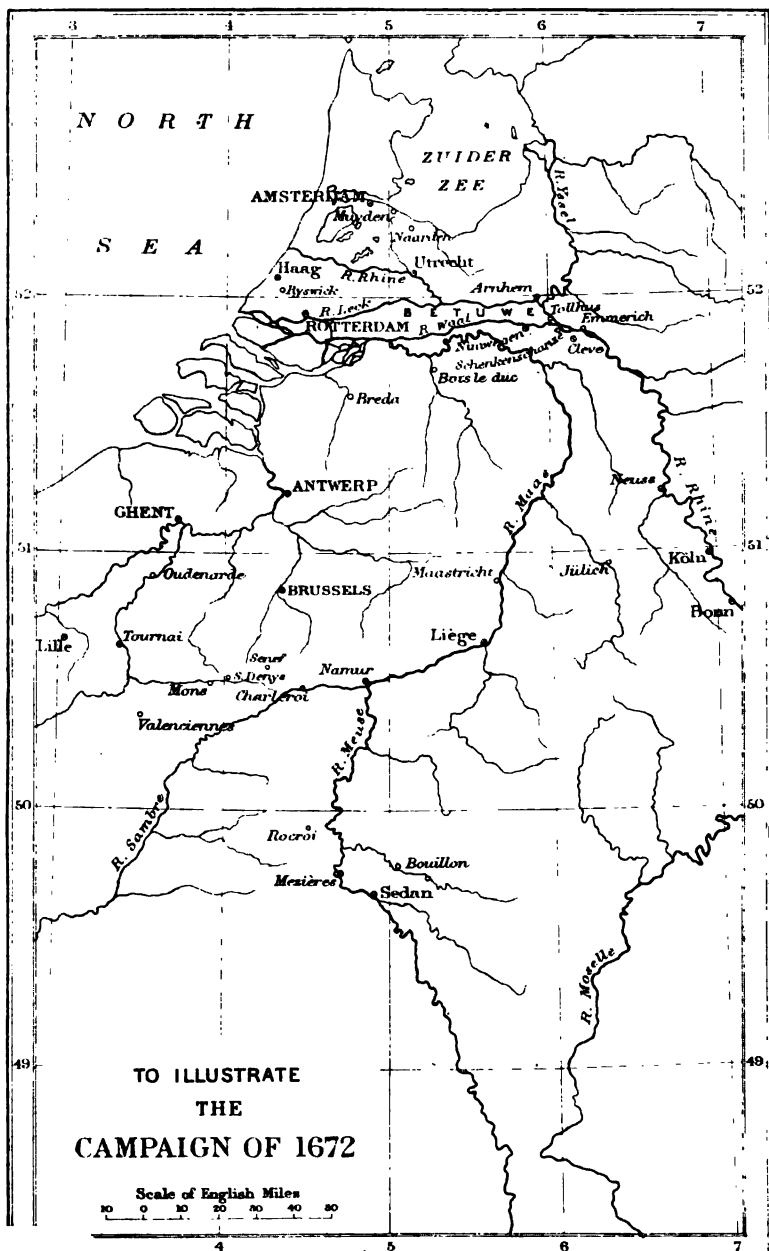 3 4 5 6 7
NORTH
SEA
ZUIDER
ZEE
R. Yssel
AMSTERDAM
Muyden
Naarden
Haag
R. Rhine
Utrecht
Ryswick
Arnhem
52
R. Leck
BETUWE
Tollhus
ROTTERDAM
R. Waal
Emmerich
52
Schenkenschanze
Cleve
Bois le duc
Breda
ANTWERP
R. Maas
Neuss
R. Rhine
GHENT
51
Oudenarde
Maastricht
Jülich
Köln
51
BRUSSELS
Bonn
Lille
Tournai
Liège
Senef
Namur
S. Denys
Mons
Charleroi
Valenciennes
R. Meuse
50
50
R. Sambre
Rocroi
Bouillon
Mezières
Sedan
R. Moselle
49
49
TO ILLUSTRATE
THE
CAMPAIGN OF 1672
Scale of English Miles
10 0 10 20 30 40 50
4 5 6 7